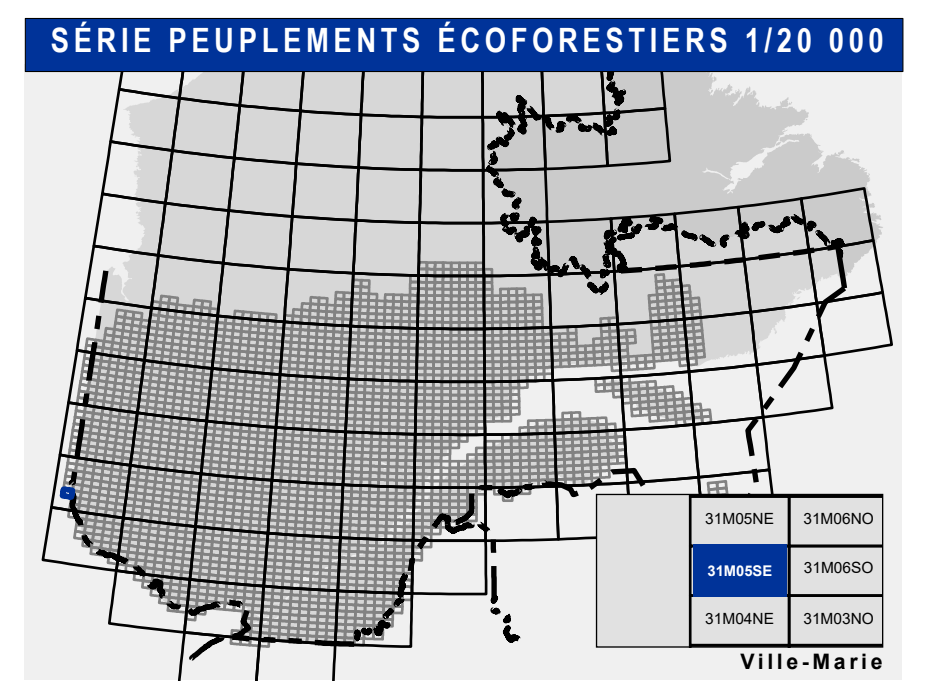 SÉRIE PEUPLEMENTS ÉCOFORESTIERS 1/20 000
31M05NE 31M06NO
31M05SE 31M06SO
31M04NE 31M03NO
Ville-Marie